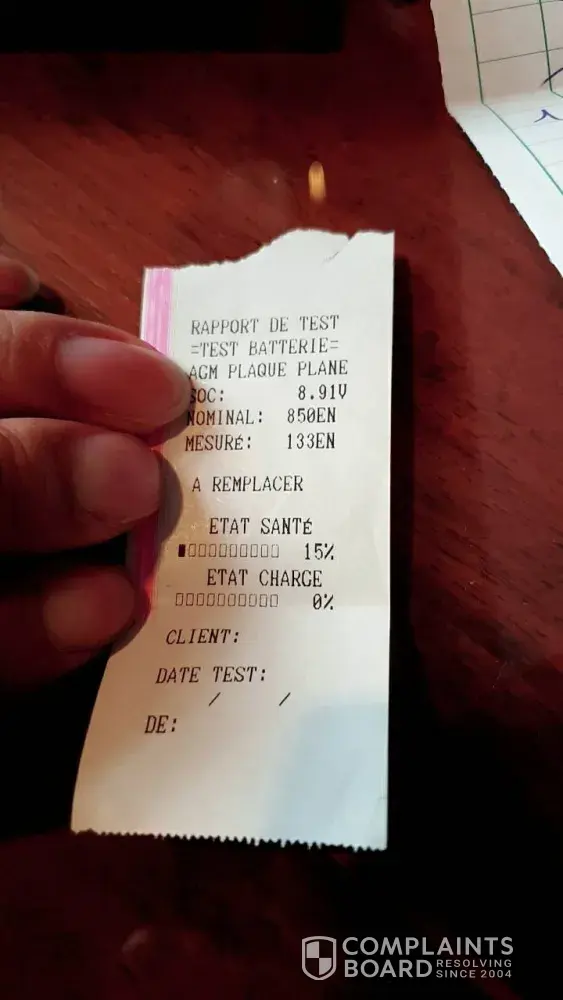 RAPPORT DE TEST
=TEST BATTERIE=
AGM PLAQUE PLANE
SOC: 8.91V
NOMINAL: 850EN
MESURÉ: 133EN
A REMPLACER
ETAT SANTÉ
15%
ETAT CHARGE
0%
CLIENT:
DATE TEST:
/ /
DE:
COMPLAINTS
BOARD RESOLVING
SINCE 2004